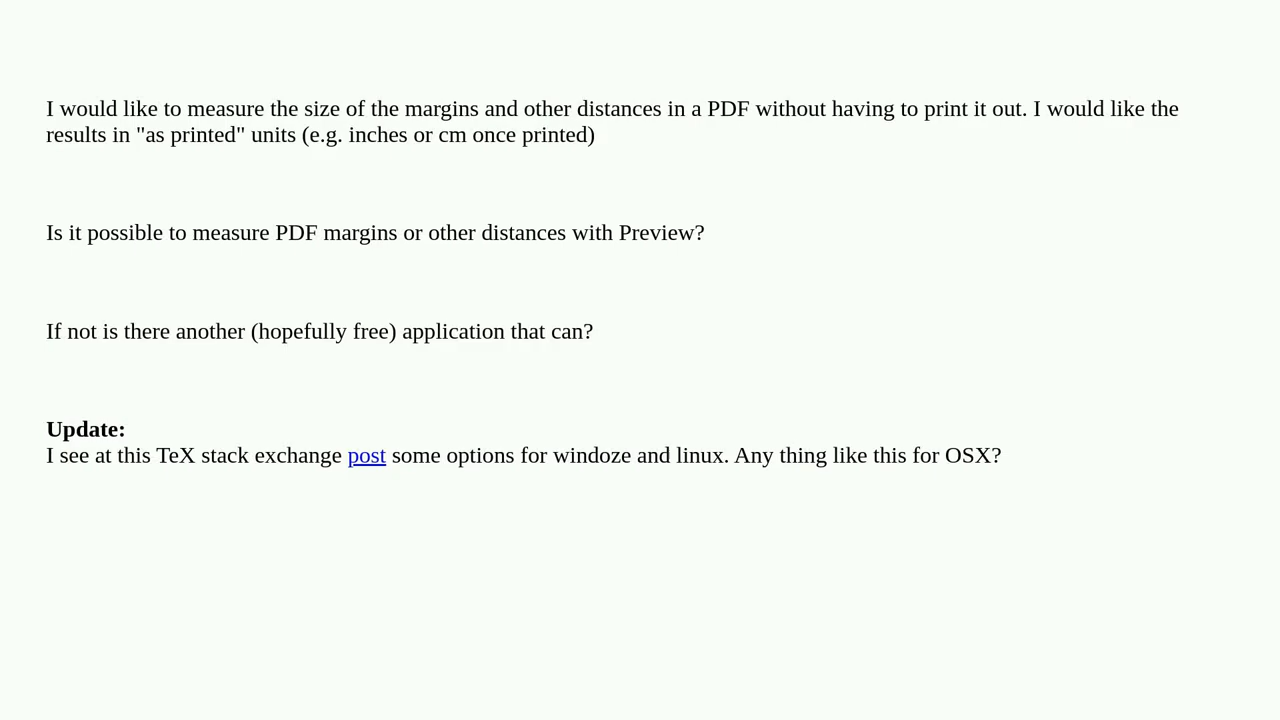 I would like to measure the size of the margins and other distances in a PDF without having to print it out. I would like the
results in "as printed" units (e.g. inches or cm once printed)
Is it possible to measure PDF margins or other distances with Preview?
If not is there another (hopefully free) application that can?
Update:
I see at this TeX stack exchange post some options for windoze and linux. Any thing like this for OSX?